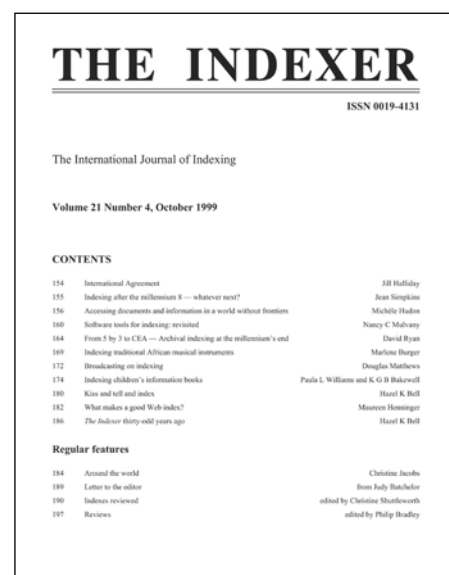 THE INDEXER
ISSN 0019-4131
The International Journal of Indexing
Volume 21 Number 4, October 1999
CONTENTS
154 International Agreement Jill Halliday
155 Indexing after the millennium 8 — whatever next? Jean Simpkins
156 Accessing documents and information in a world without frontiers Michèle Hudon
160 Software tools for indexing: revisited Nancy C Mulvany
164 From 5 by 3 to CEA — Archival indexing at the millennium's end David Ryan
169 Indexing traditional African musical instruments Marlene Burger
172 Broadcasting on indexing Douglas Matthews
174 Indexing children's information books Paula L Williams and K G B Bakewell
180 Kiss and tell and index Hazel K Bell
182 What makes a good Web index? Maureen Henninger
186 The Indexer thirty-odd years ago Hazel K Bell
Regular features
184 Around the world Christine Jacobs
189 Letter to the editor from Judy Batchelor
190 Indexes reviewed edited by Christine Shuttleworth
197 Reviews edited by Philip Bradley